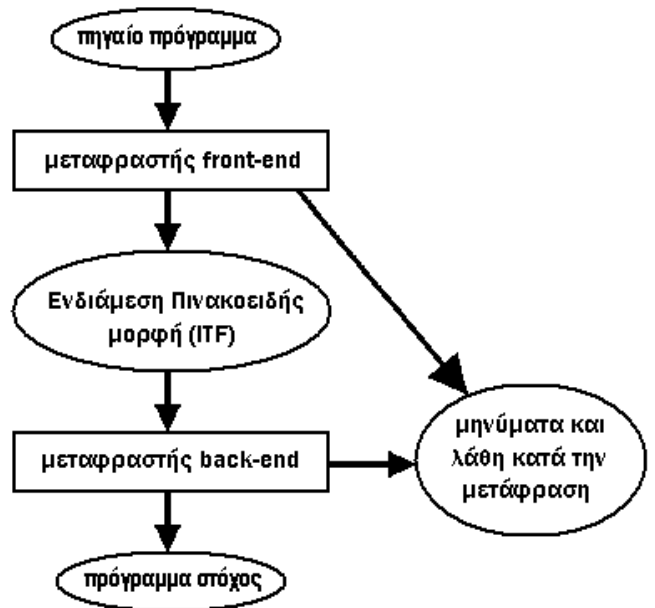 πηγαίο πρόγραμμα
μεταφραστής front-end
Ενδιάμεση Πινακοειδής
μορφή (ITF)
μεταφραστής back-end
μηνύματα και
λάθη κατά την
μετάφραση
πρόγραμμα στόχος